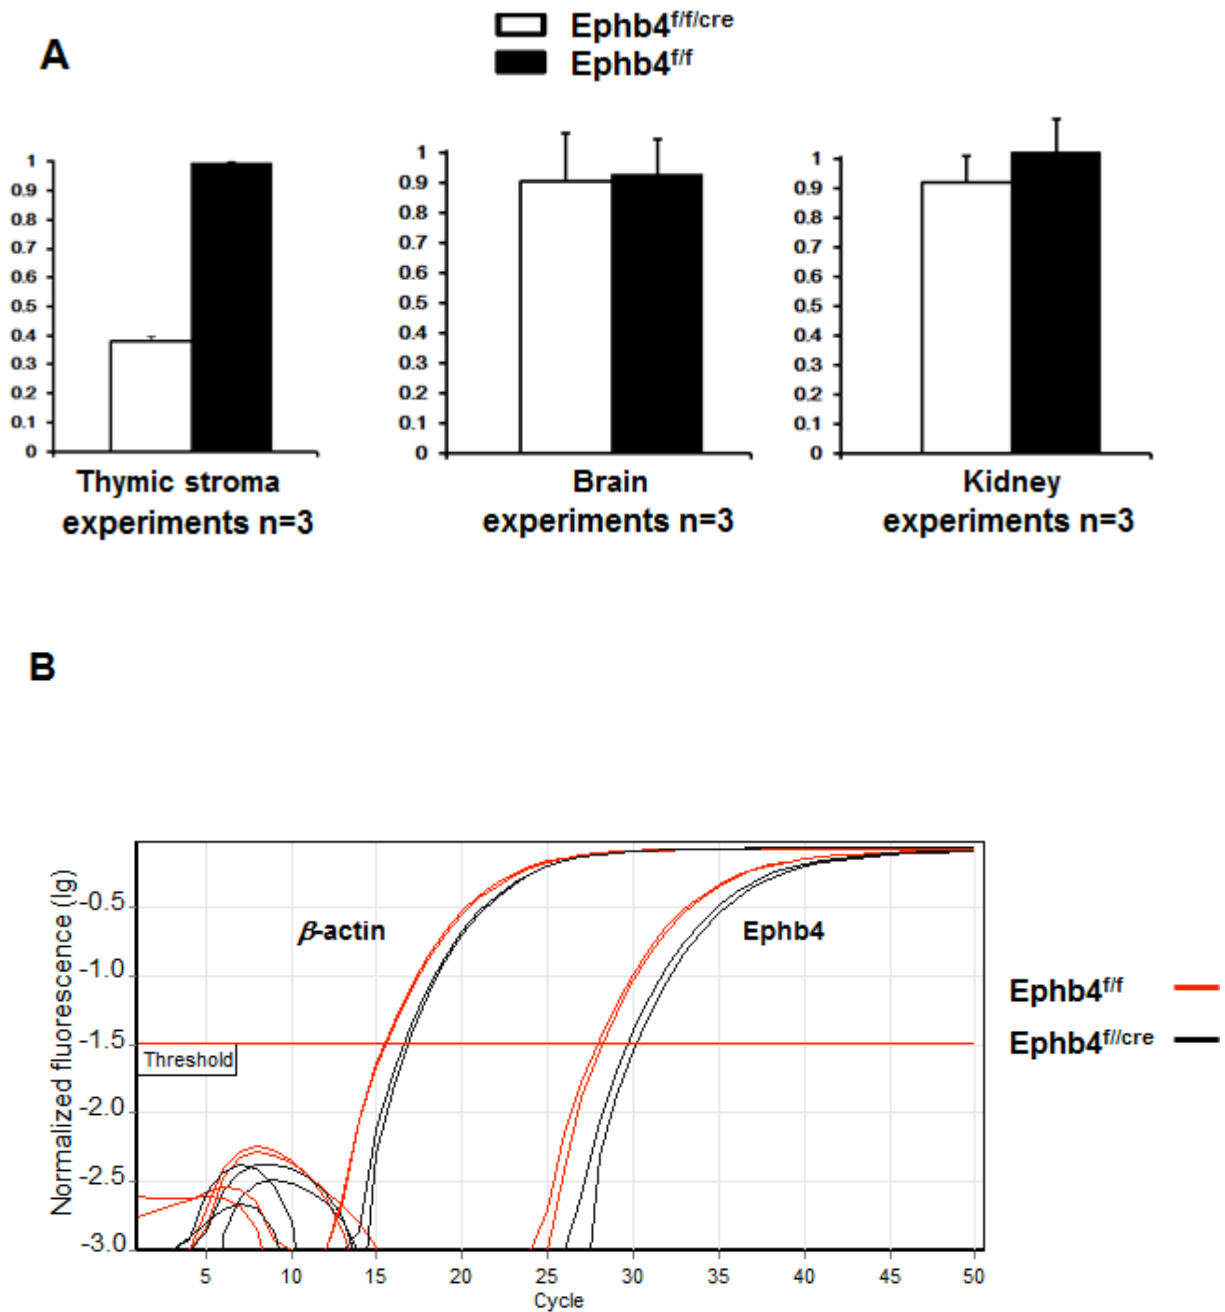 A
Ephb4f/f/cre
Ephb4f/f
1
0.9
0.8
0.7
0.6
0.5
0.4
0.3
0.2
0.1
0
Thymic stroma
experiments n=3
1
0.9
0.8
0.7
0.6
0.5
0.4
0.3
0.2
0.1
0
Brain
experiments n=3
1
0.9
0.8
0.7
0.6
0.5
0.4
0.3
0.2
0.1
0
Kidney
experiments n=3
B
Normalized fluorescence (lg)
-0.5
-1.0
-1.5
-2.0
-2.5
-3.0
β-actin
Ephb4
Threshold
5 10 15 20 25 30 35 40 45 50
Cycle
Ephb4f/f
Ephb4f//cre